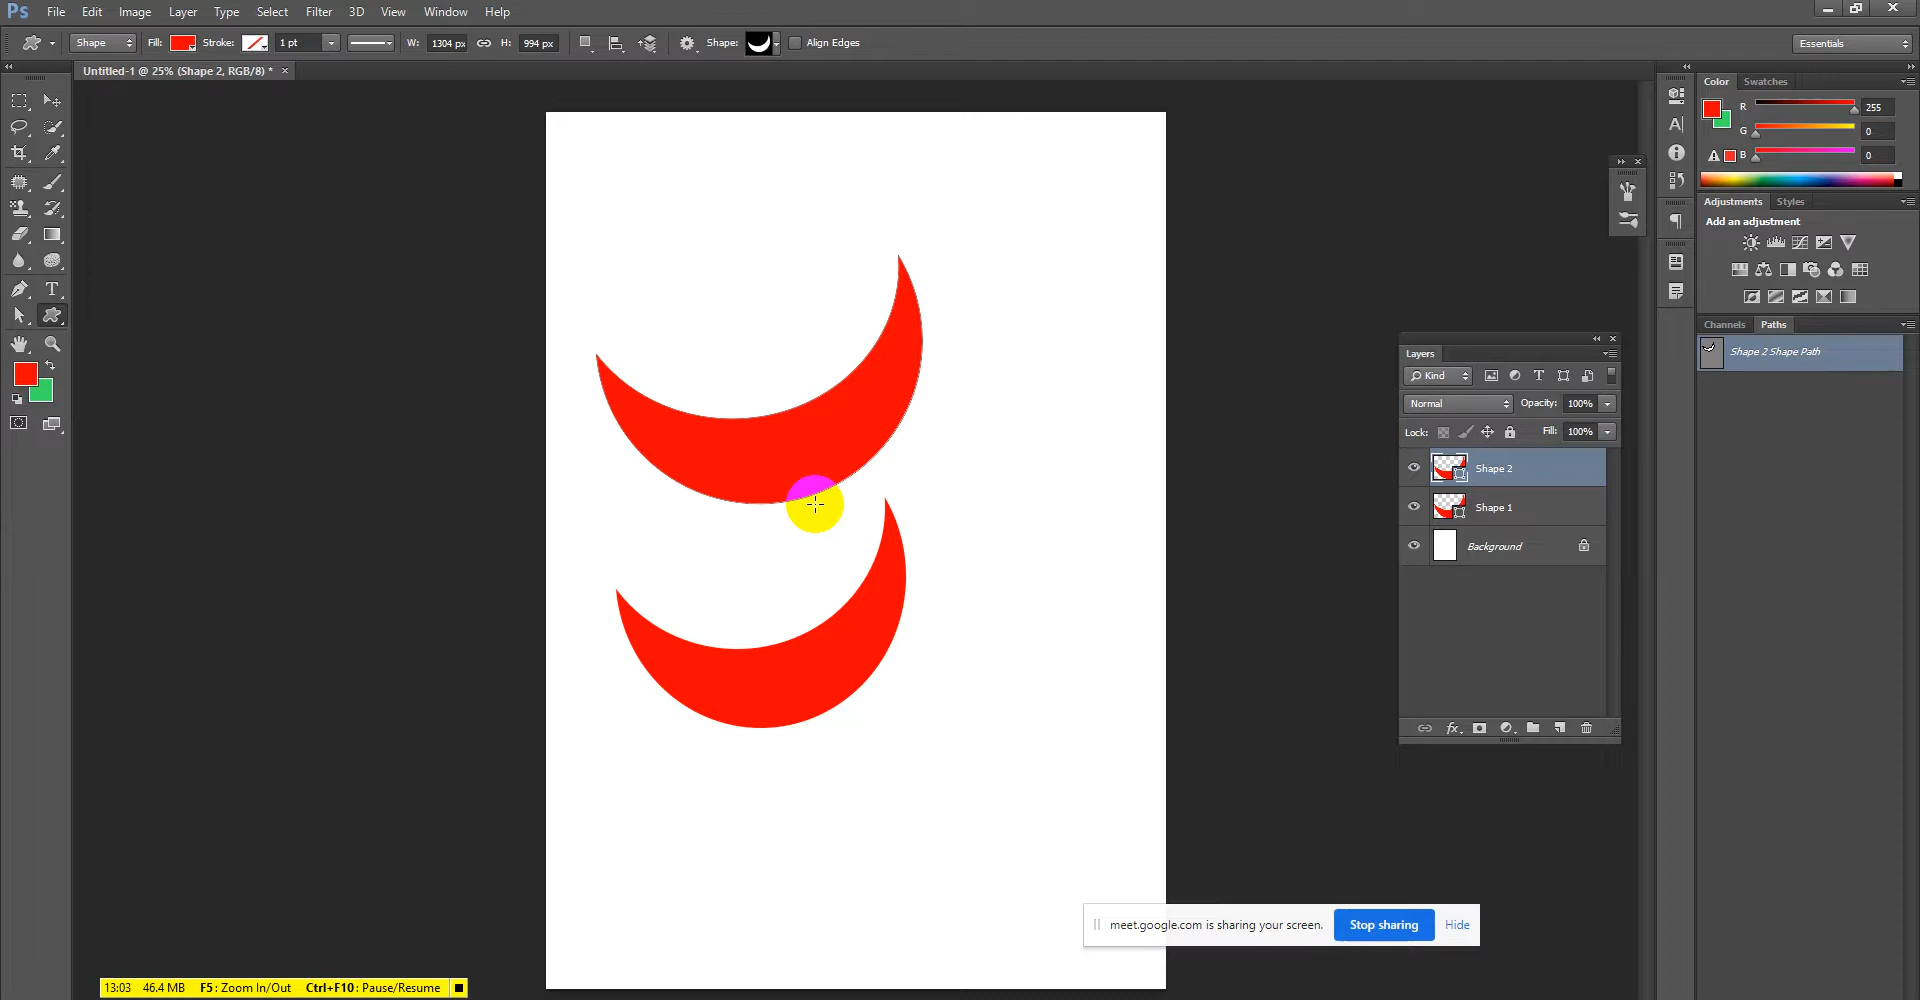 Ps File Edit Image Layer Type Select Filter 3D View Window Help
Shape Fill: Stroke: 1 pt W: 1304 px H: 994 px Shape: Align Edges Essentials
Untitled-1 @ 25% (Shape 2, RGB/8) * ×
Color Swatches
R 255
G 0
B 0
Adjustments Styles
Add an adjustment
Channels Paths
Shape 2 Shape Path
Layers
Kind
Normal Opacity: 100%
Lock: Fill: 100%
Shape 2
Shape 1
Background
meet.google.com is sharing your screen. Stop sharing Hide
13:03 46.4 MB F5: Zoom In/Out Ctrl+F10: Pause/Resume